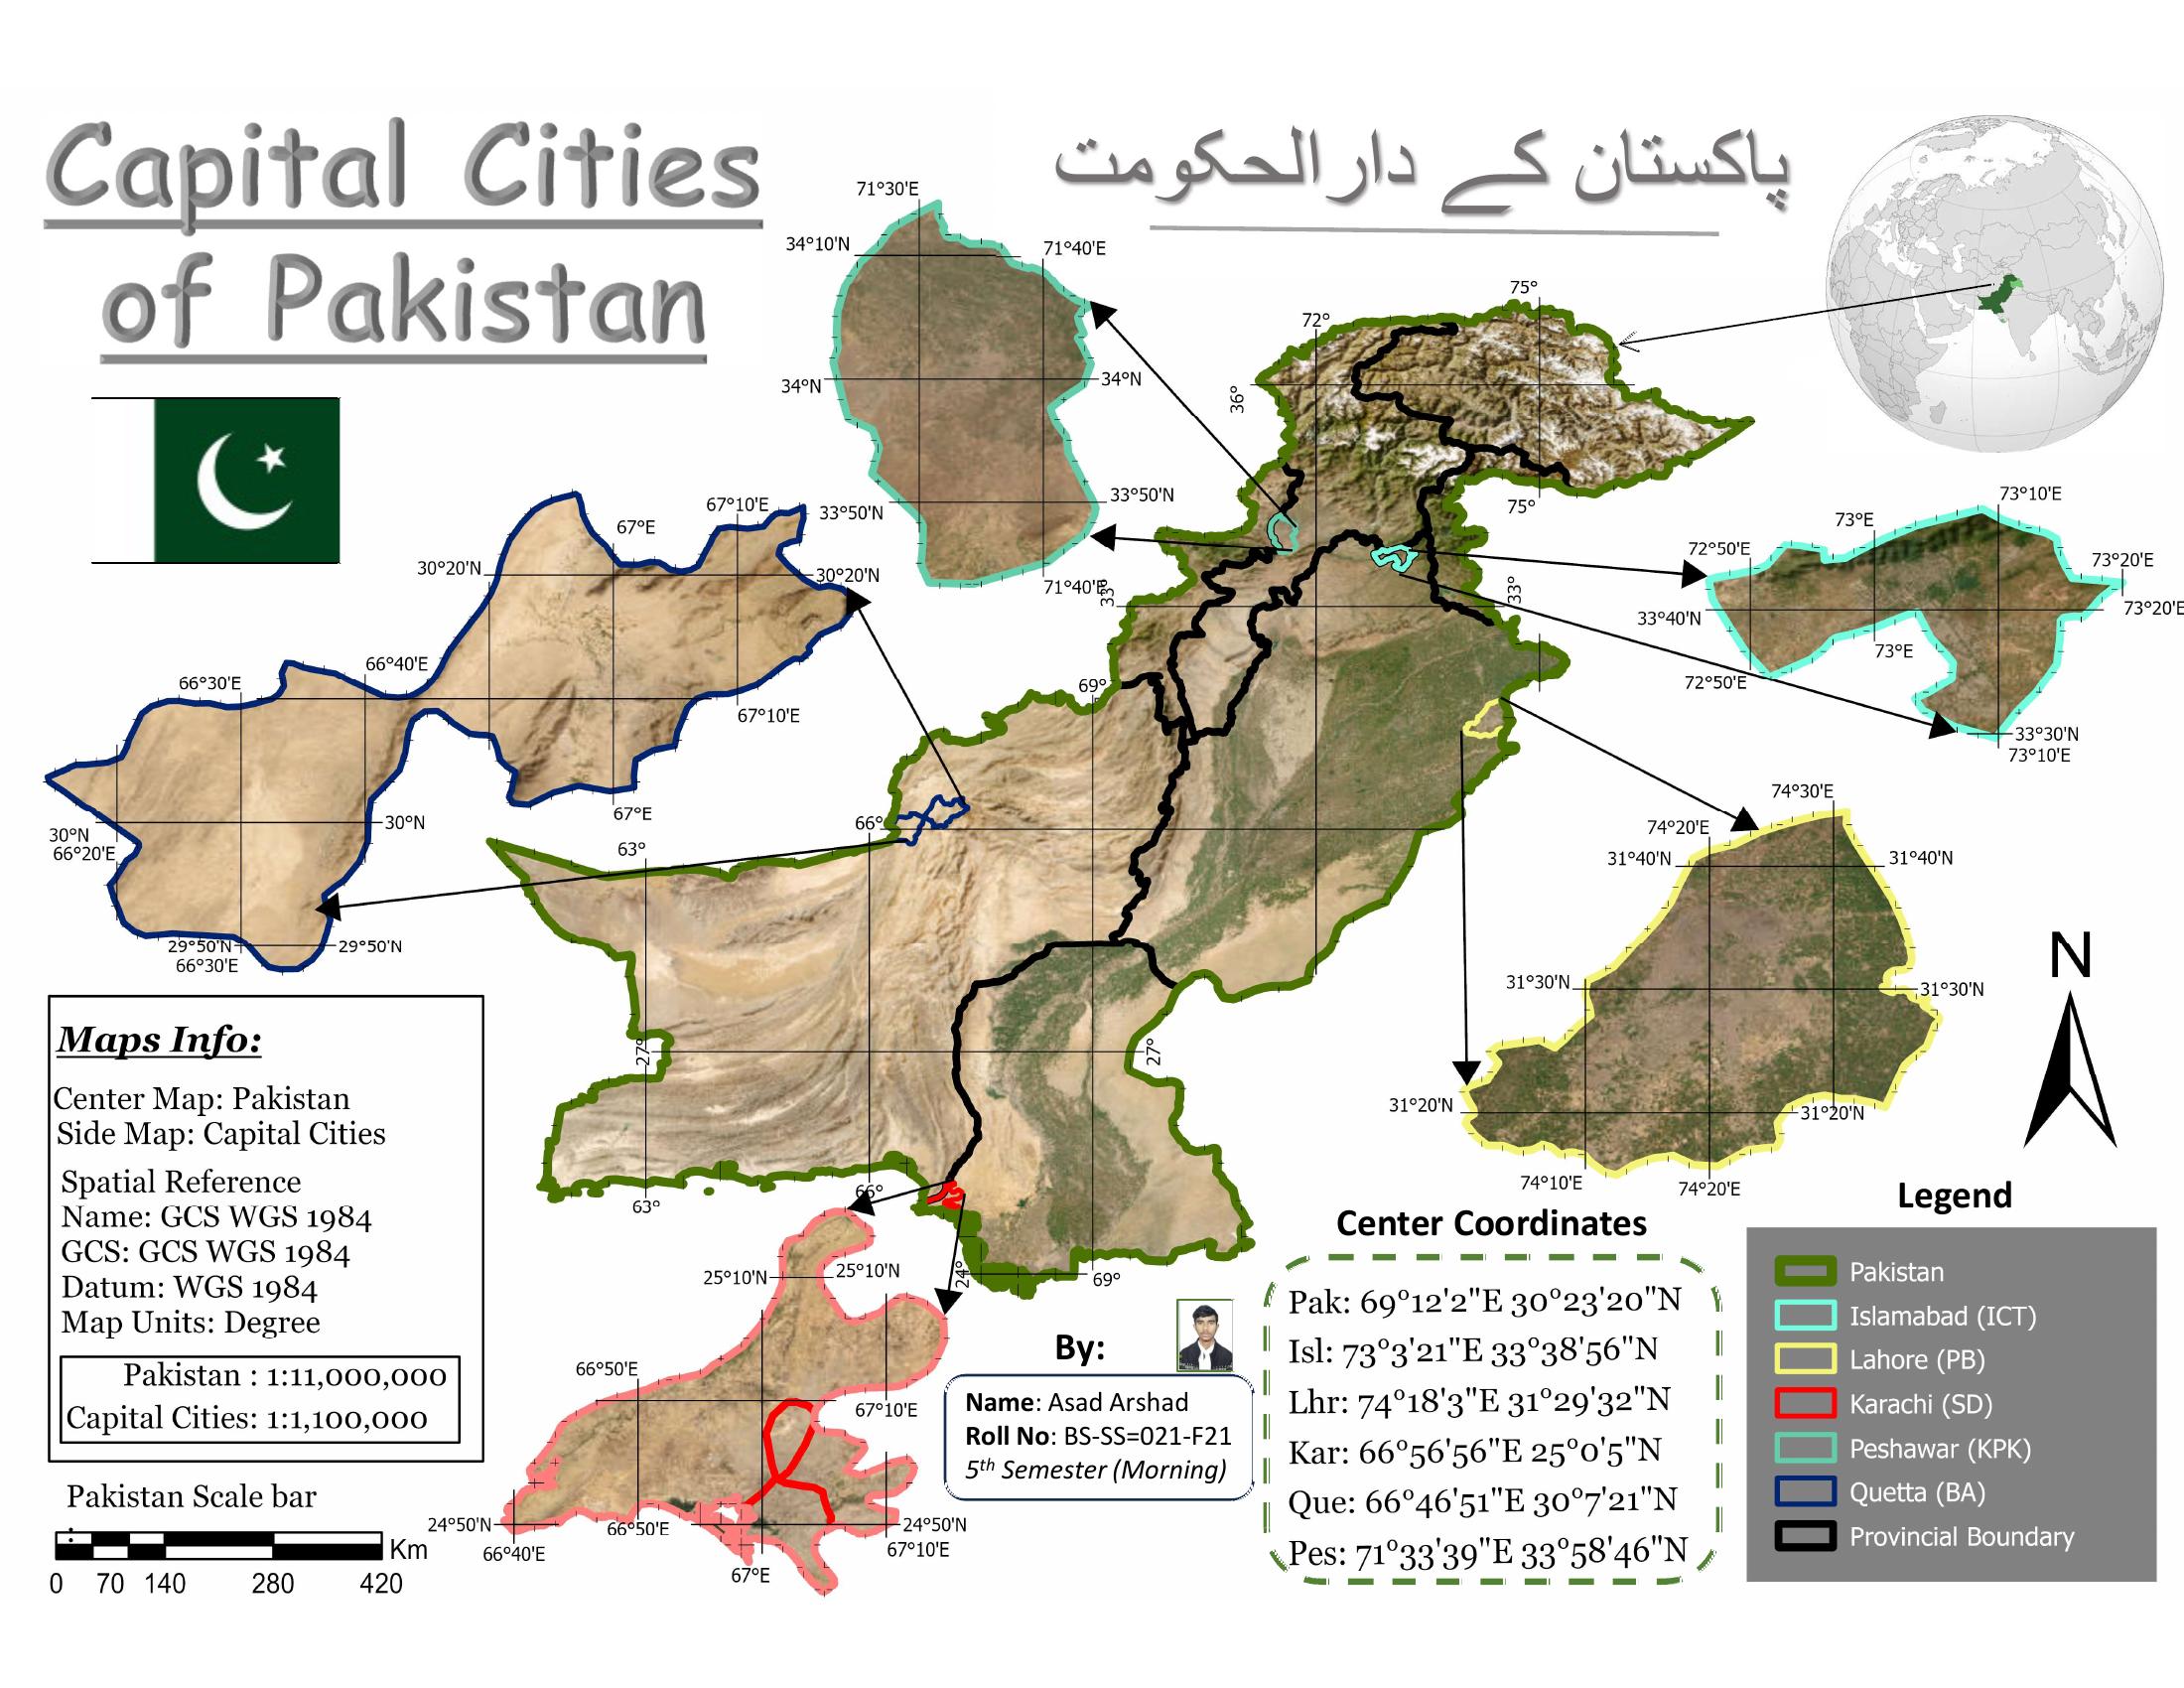 Capital Cities
of Pakistan
پاکستان کے دارالحکومت
71°30'E
34°10'N
71°40'E
34°N
34°N
33°50'N
71°40'E
75°
72°
36°
75°
33°
33°
69°
66°
63°
27°
27°
63°
66°
24°
69°
67°10'E
33°50'N
67°E
30°20'N
30°20'N
66°40'E
66°30'E
67°10'E
67°E
30°N
30°N
66°20'E
29°50'N
29°50'N
66°30'E
73°10'E
73°E
72°50'E
73°20'E
33°40'N
73°20'E
73°E
72°50'E
33°30'N
73°10'E
74°30'E
74°20'E
31°40'N
31°40'N
31°30'N
31°30'N
31°20'N
31°20'N
74°10'E
74°20'E
N
Maps Info:
Center Map: Pakistan
Side Map: Capital Cities
Spatial Reference
Name: GCS WGS 1984
GCS: GCS WGS 1984
Datum: WGS 1984
Map Units: Degree
Pakistan : 1:11,000,000
Capital Cities: 1:1,100,000
Pakistan Scale bar
Km
0 70 140 280 420
25°10'N
25°10'N
66°50'E
67°10'E
24°50'N
66°50'E
24°50'N
66°40'E
67°10'E
67°E
By:
Name: Asad Arshad
Roll No: BS-SS=021-F21
5th Semester (Morning)
Center Coordinates
Pak: 69°12'2"E 30°23'20"N
Isl: 73°3'21"E 33°38'56"N
Lhr: 74°18'3"E 31°29'32"N
Kar: 66°56'56"E 25°0'5"N
Que: 66°46'51"E 30°7'21"N
Pes: 71°33'39"E 33°58'46"N
Legend
Pakistan
Islamabad (ICT)
Lahore (PB)
Karachi (SD)
Peshawar (KPK)
Quetta (BA)
Provincial Boundary